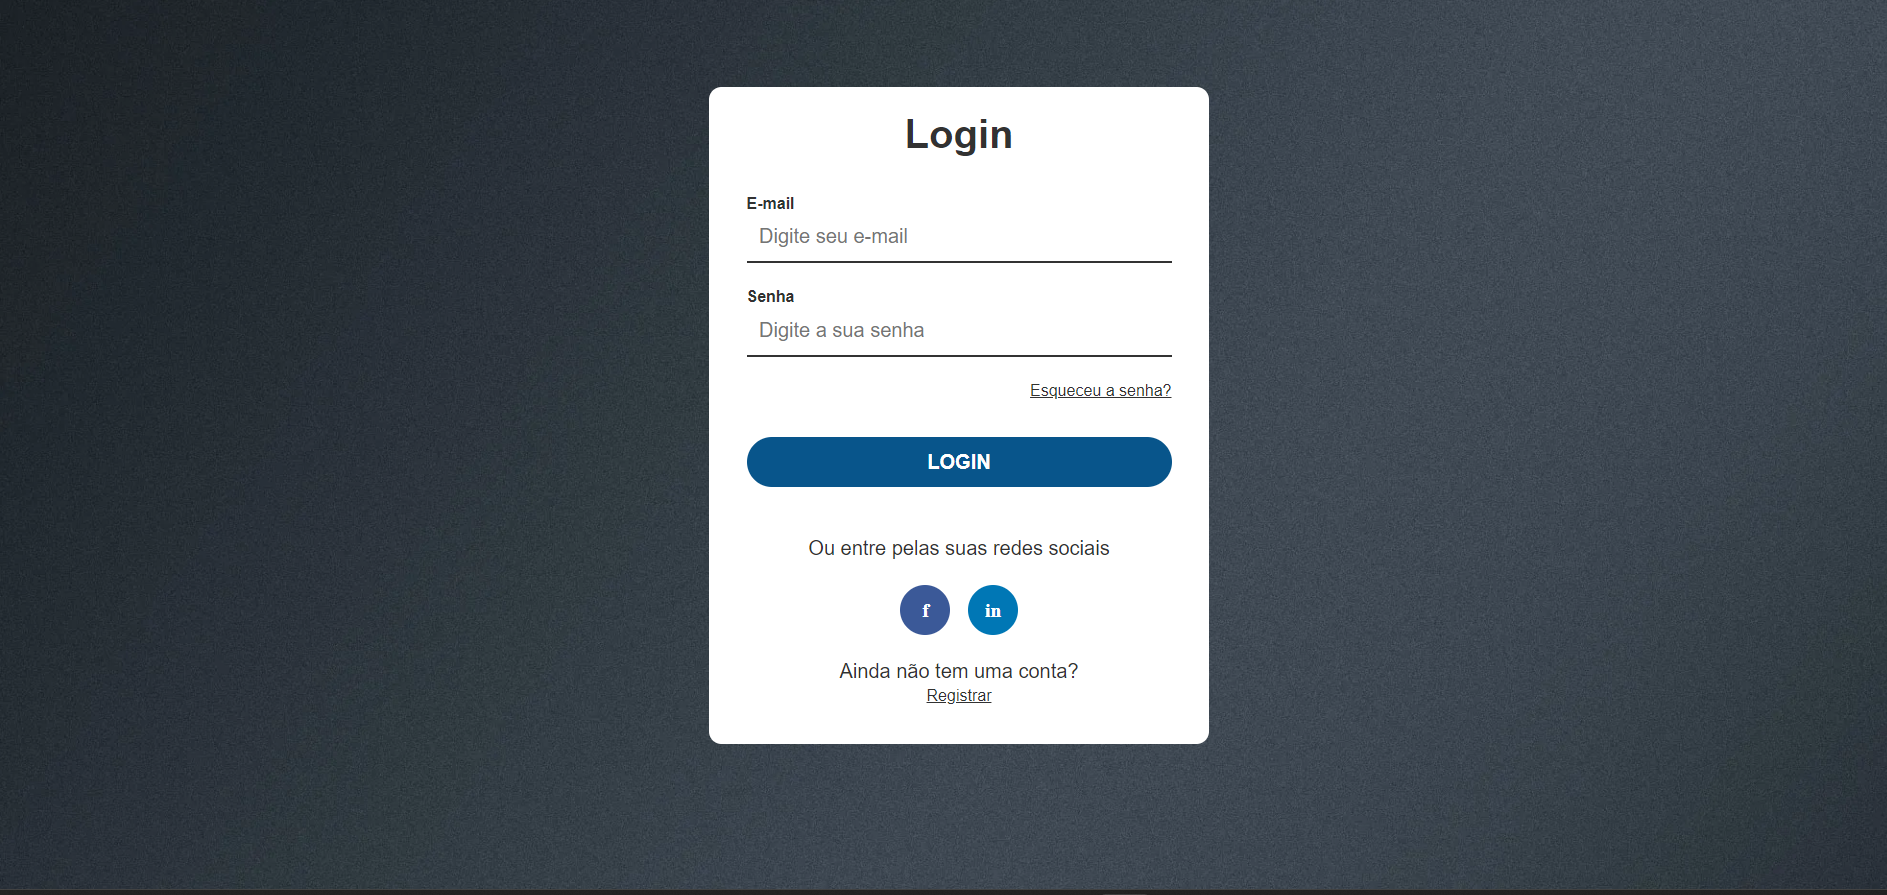 Login
E-mail
Digite seu e-mail
Senha
Digite a sua senha
Esqueceu a senha?
LOGIN
Ou entre pelas suas redes sociais
f in
Ainda não tem uma conta?
Registrar